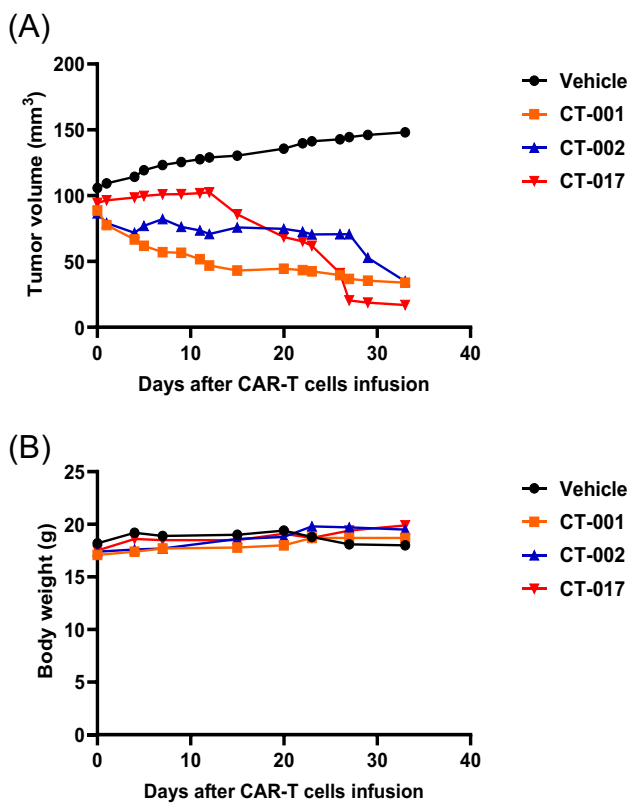 (A)
200
150
100
50
0
0 10 20 30 40
Tumor volume (mm³)
Days after CAR-T cells infusion
Vehicle
CT-001
CT-002
CT-017
(B)
25
20
15
10
5
0
0 10 20 30 40
Body weight (g)
Days after CAR-T cells infusion
Vehicle
CT-001
CT-002
CT-017